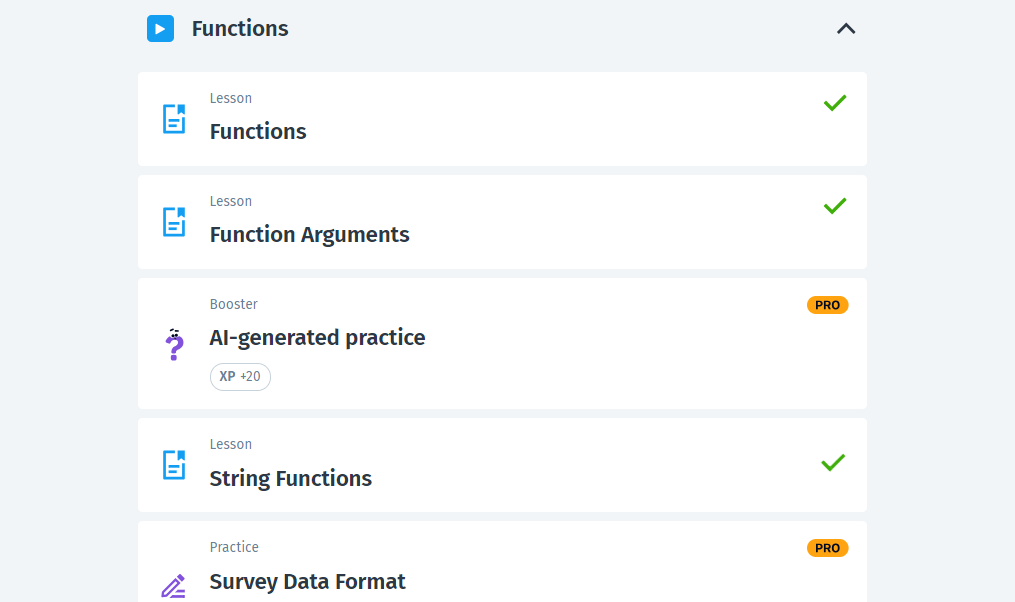 Functions
Lesson
Functions
Lesson
Function Arguments
Booster
PRO
AI-generated practice
XP +20
Lesson
String Functions
Practice
PRO
Survey Data Format